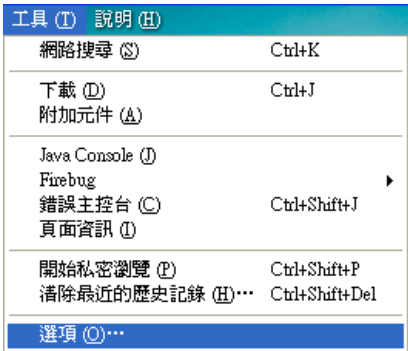 工具 (T) 說明 (H)
網路搜尋 (S) Ctrl+K
下載 (D) Ctrl+J
附加元件 (A)
Java Console (J)
Firebug
錯誤主控台 (C) Ctrl+Shift+J
頁面資訊 (I)
開始私密瀏覽 (P) Ctrl+Shift+P
清除最近的歷史記錄 (H)… Ctrl+Shift+Del
選項 (O)…